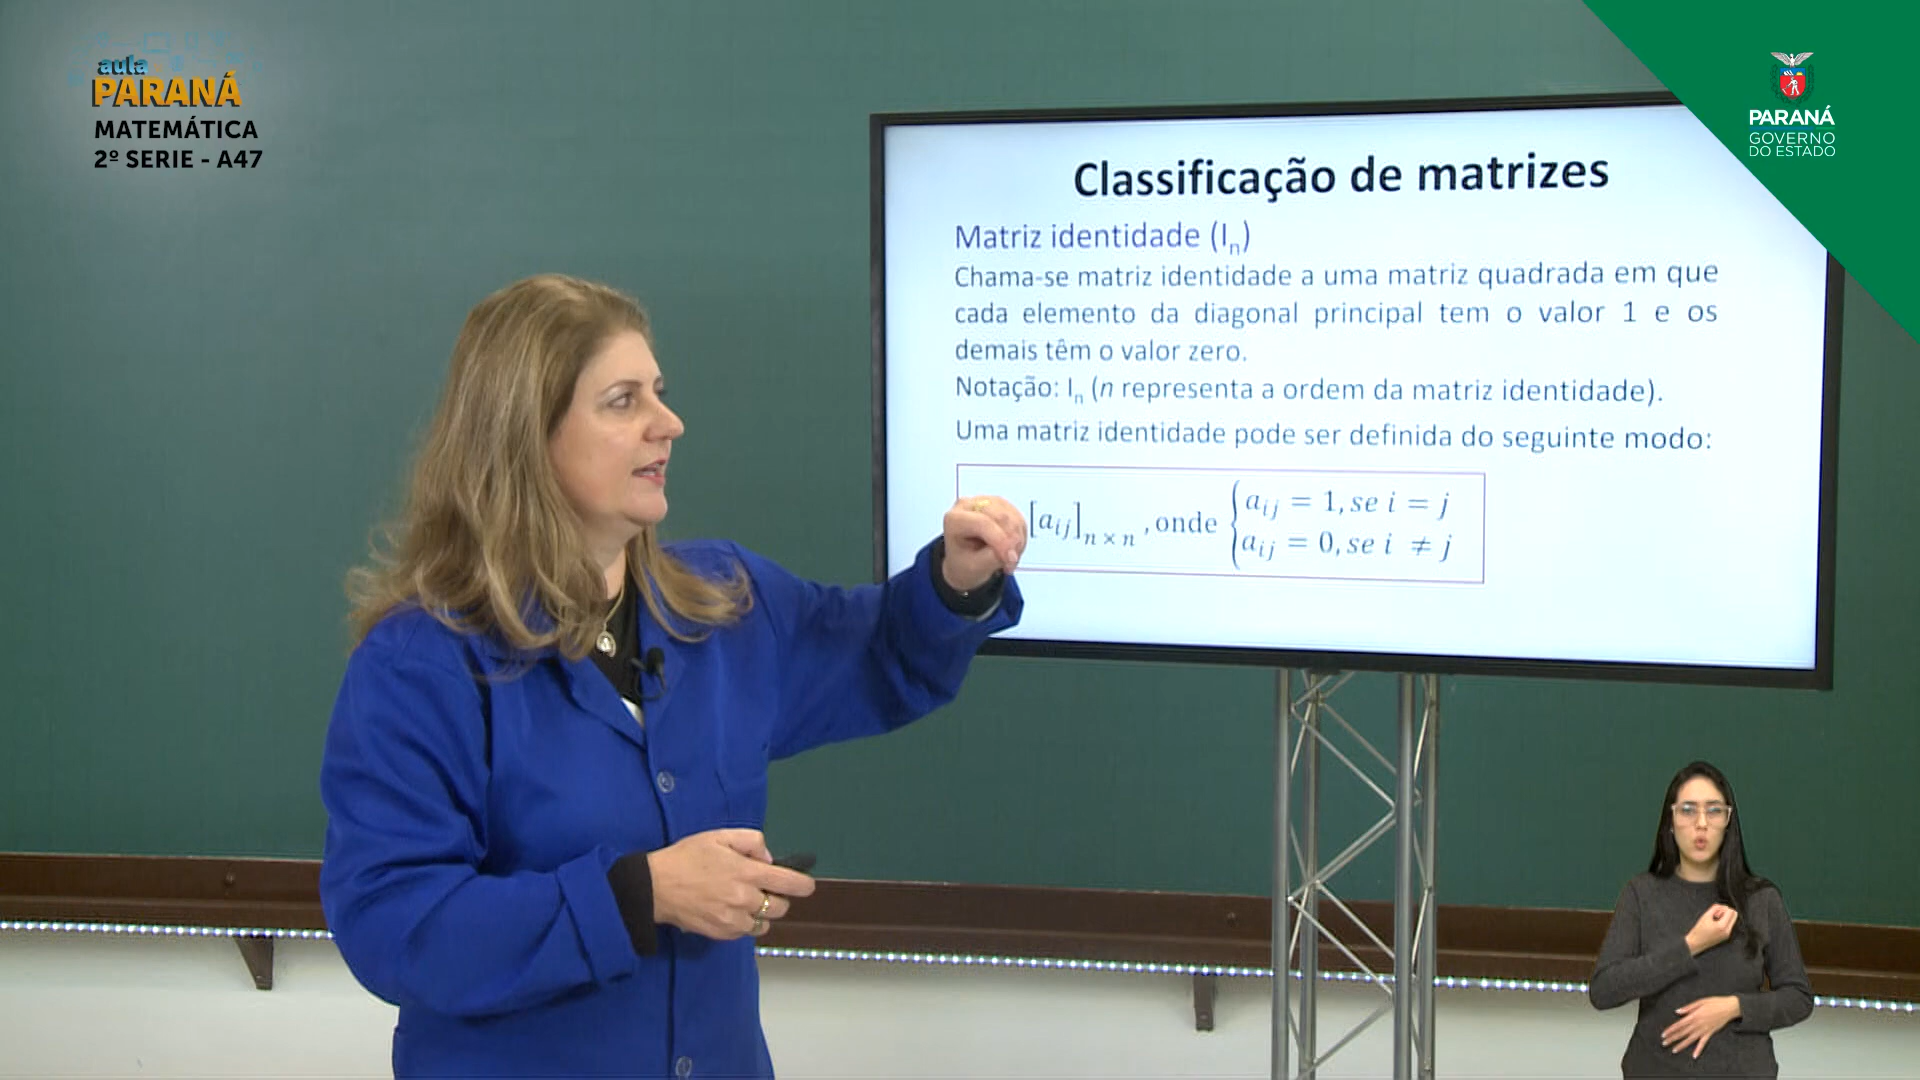 aula
PARANÁ
MATEMÁTICA
2º SERIE - A47
PARANÁ
GOVERNO
DO ESTADO
Classificação de matrizes
Matriz identidade (Iₙ)
Chama-se matriz identidade a uma matriz quadrada em que
cada elemento da diagonal principal tem o valor 1 e os
demais têm o valor zero.
Notação: Iₙ (n representa a ordem da matriz identidade).
Uma matriz identidade pode ser definida do seguinte modo:
[aᵢⱼ]ₙ ₓ ₙ , onde { aᵢⱼ = 1, se i = j
aᵢⱼ = 0, se i ≠ j